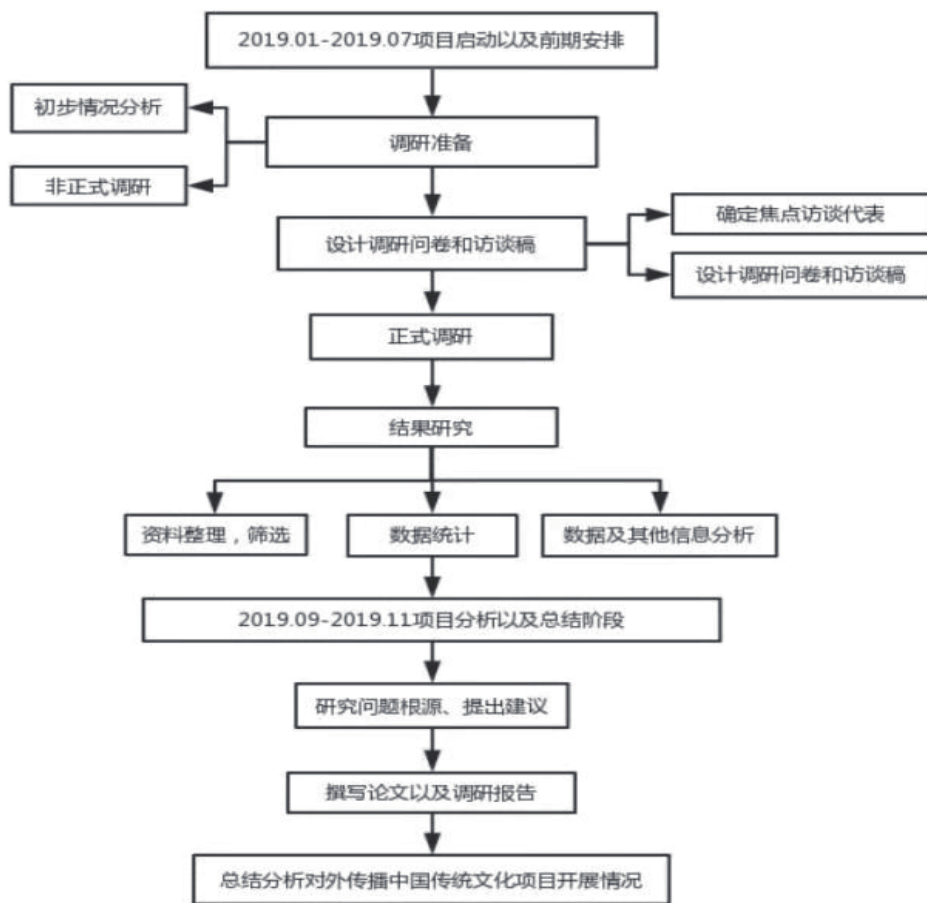 2019.01-2019.07项目启动以及前期安排
初步情况分析
调研准备
非正式调研
确定焦点访谈代表
设计调研问卷和访谈稿
设计调研问卷和访谈稿
正式调研
结果研究
资料整理，筛选
数据统计
数据及其他信息分析
2019.09-2019.11项目分析以及总结阶段
研究问题根源、提出建议
撰写论文以及调研报告
总结分析对外传播中国传统文化项目开展情况